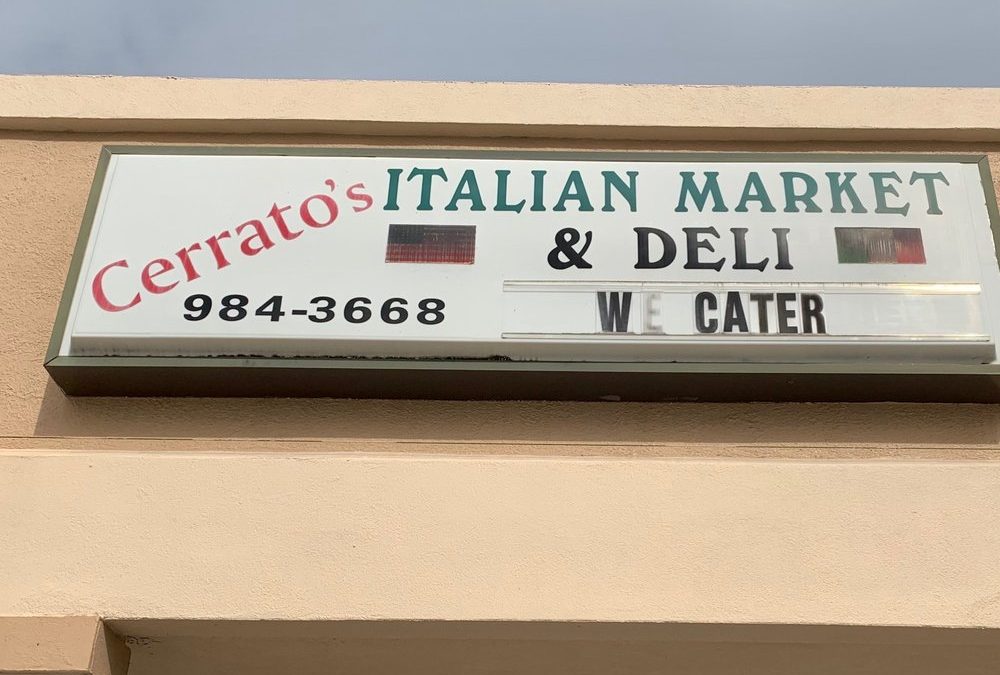 Cerrato's ITALIAN MARKET
& DELI
984-3668
WE CATER